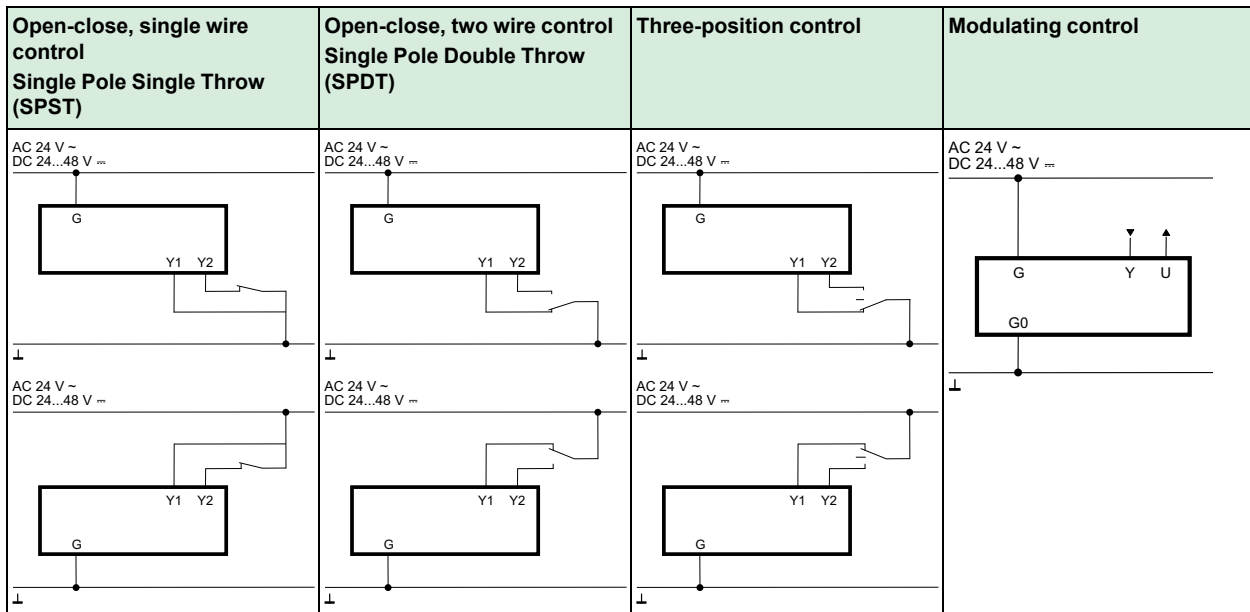 Open-close, single wire
control
Single Pole Single Throw
(SPST)
Open-close, two wire control
Single Pole Double Throw
(SPDT)
Three-position control
Modulating control
AC 24 V ~
DC 24...48 V ⎓
G
Y1 Y2
AC 24 V ~
DC 24...48 V ⎓
G
Y1 Y2
AC 24 V ~
DC 24...48 V ⎓
G
Y1 Y2
AC 24 V ~
DC 24...48 V ⎓
G Y U
G0
AC 24 V ~
DC 24...48 V ⎓
Y1 Y2
G
AC 24 V ~
DC 24...48 V ⎓
Y1 Y2
G
AC 24 V ~
DC 24...48 V ⎓
Y1 Y2
G